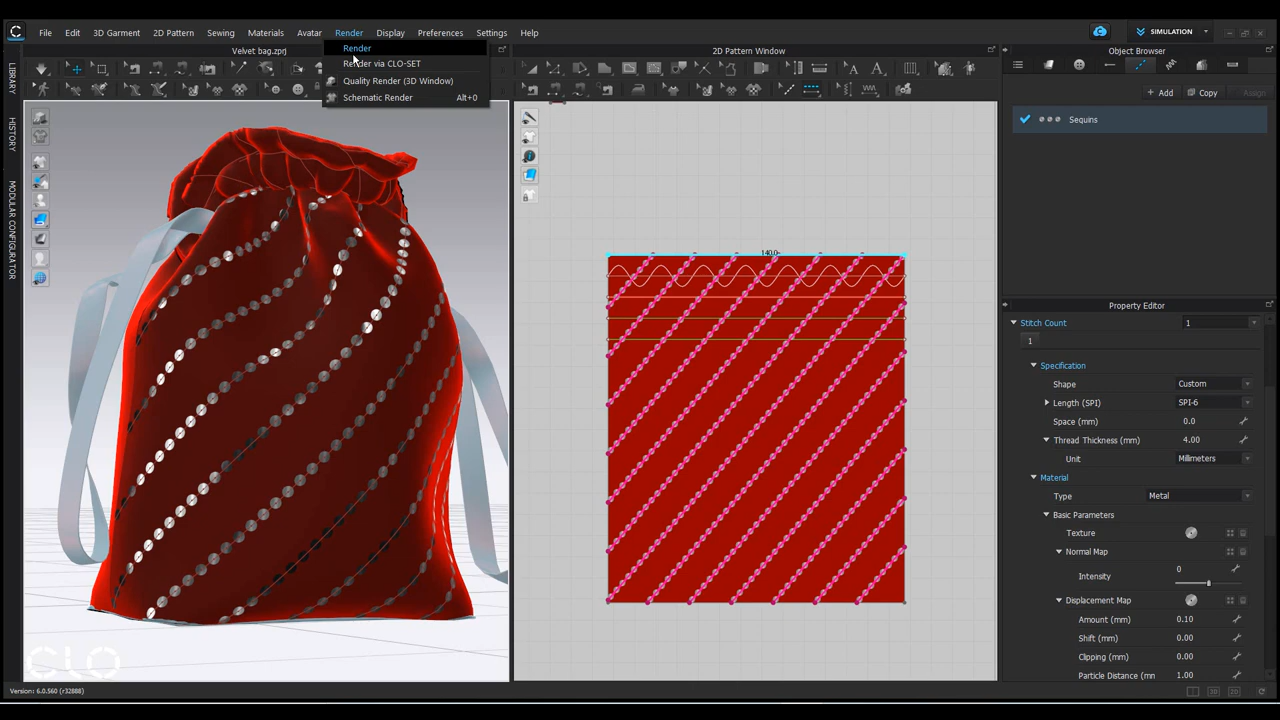 File Edit 3D Garment 2D Pattern Sewing Materials Avatar Render Display Preferences Settings Help
SIMULATION
Velvet bag.zprj
Render
Render via CLO-SET
Quality Render (3D Window)
Schematic Render Alt+0
2D Pattern Window
Object Browser
+ Add Copy Assign
Sequins
LIBRARY
HISTORY
MODULAR CONFIGURATOR
140.0
Property Editor
Stitch Count 1
1
Specification
Shape Custom
Length (SPI) SPI-6
Space (mm) 0.0
Thread Thickness (mm) 4.00
Unit Millimeters
Material
Type Metal
Basic Parameters
Texture
Normal Map
Intensity 0
Displacement Map
Amount (mm) 0.10
Shift (mm) 0.00
Clipping (mm) 0.00
Particle Distance (mn 1.00
CLO
Version: 6.0.560 (r32888)
3D 2D